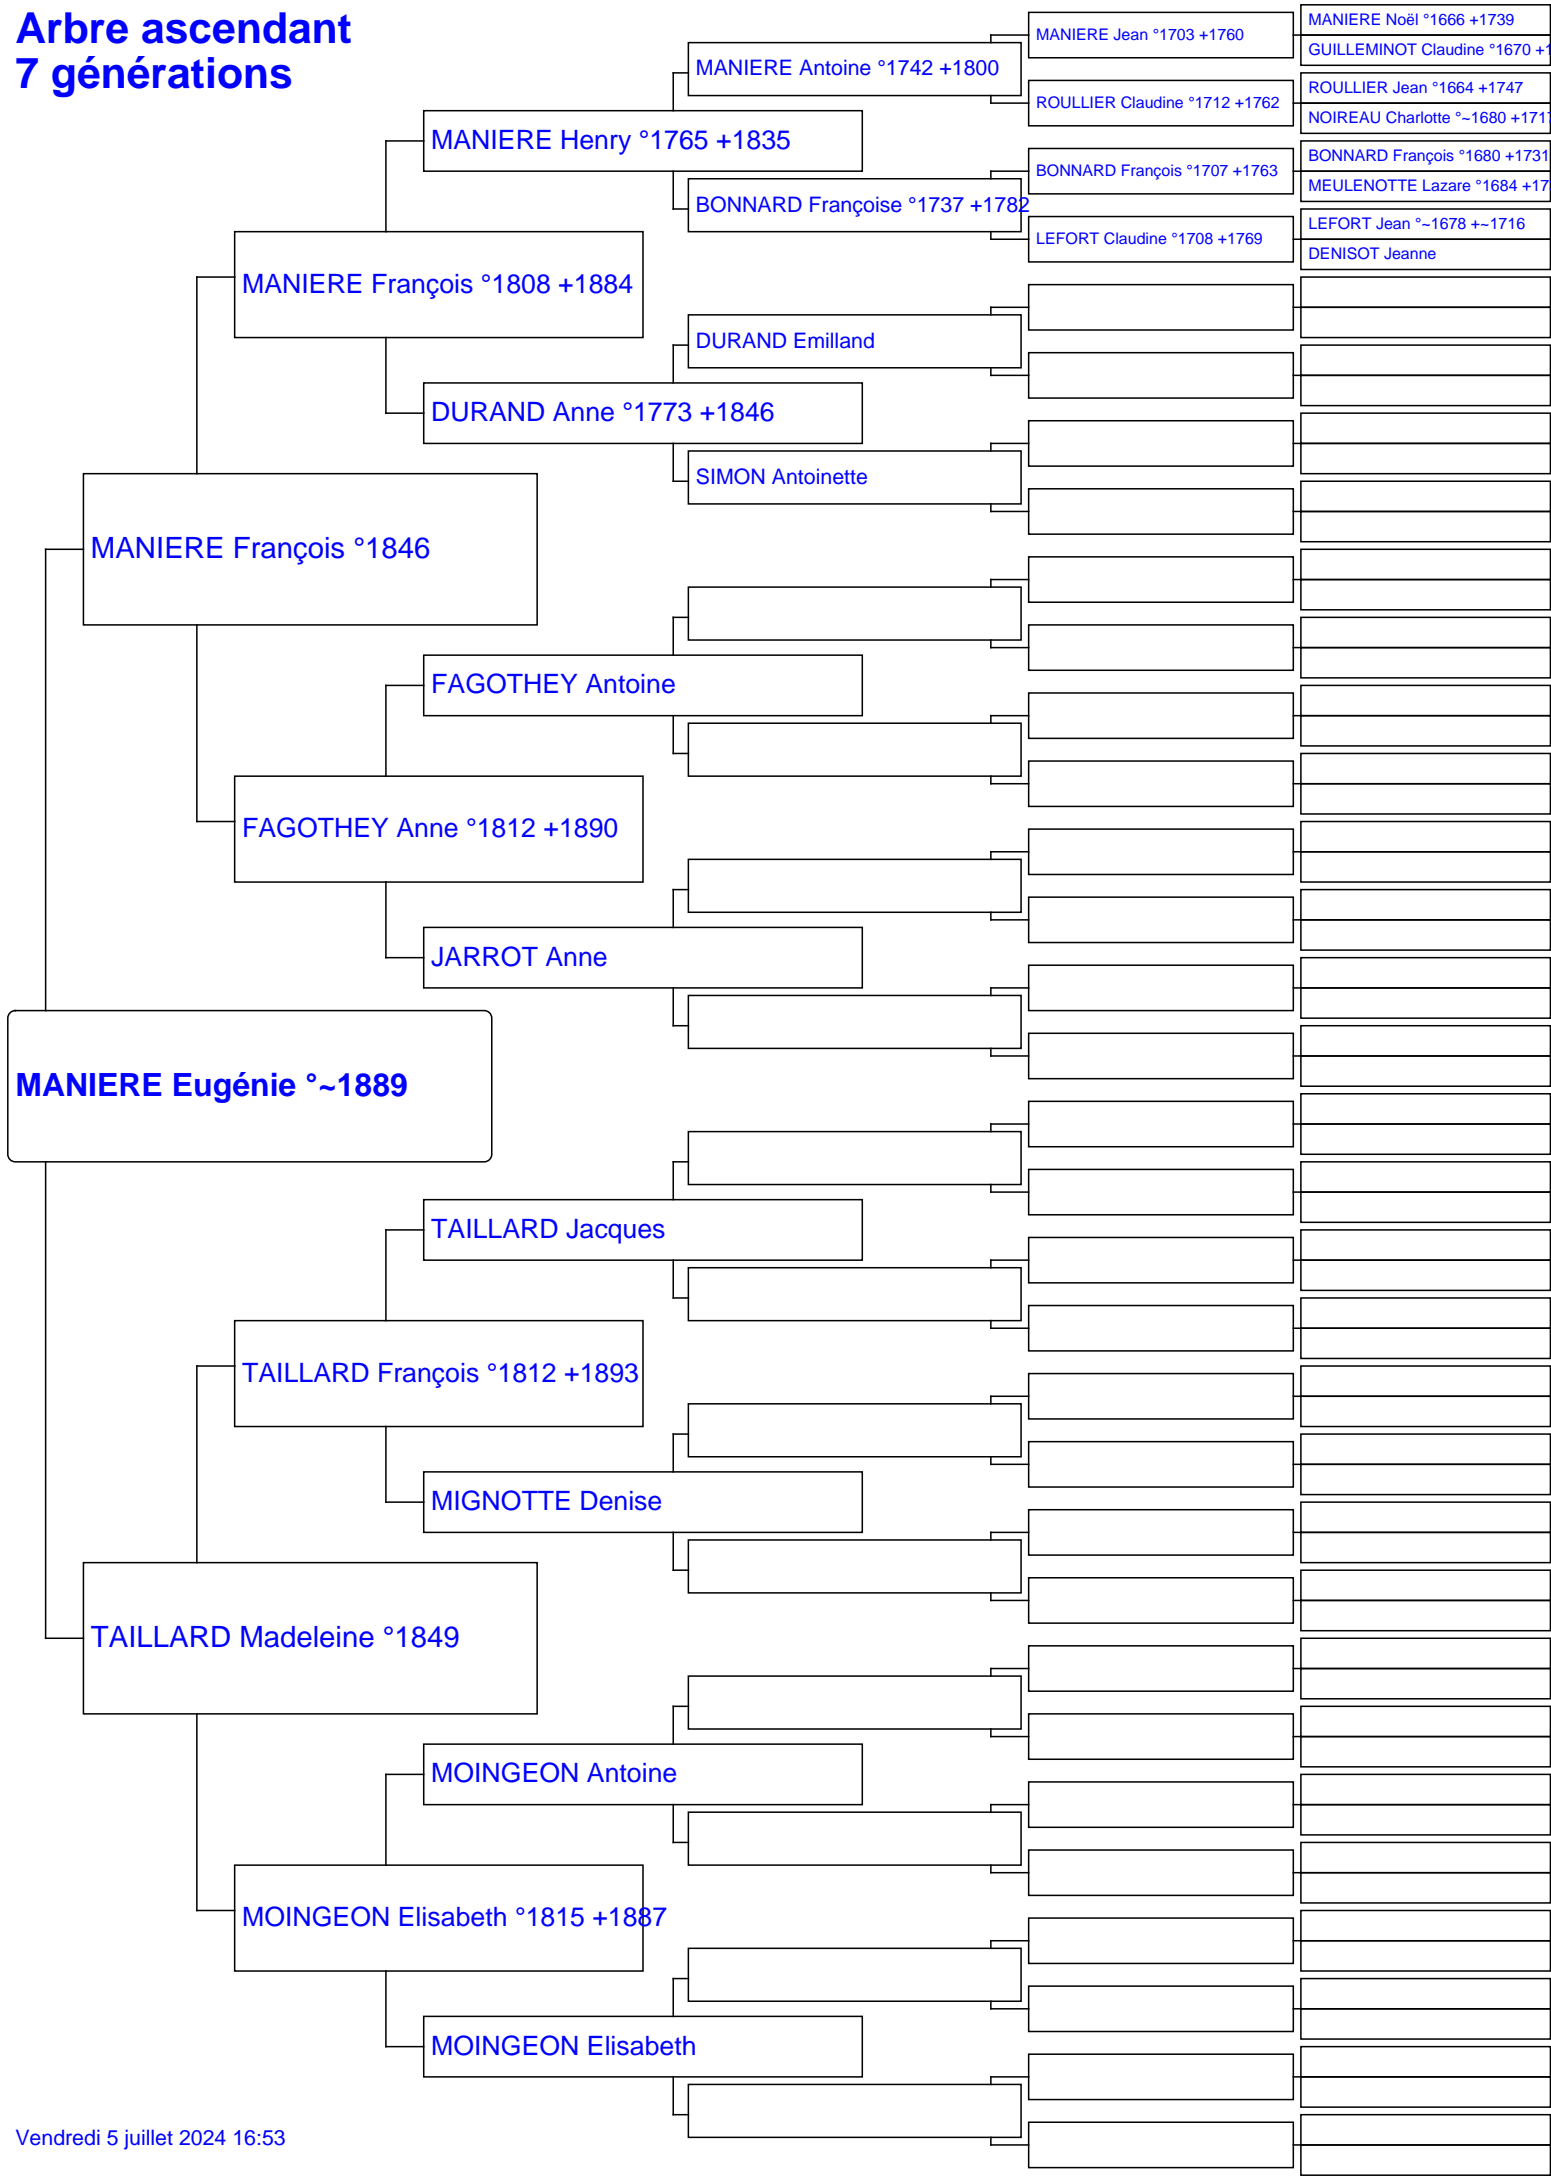 Arbre ascendant
7 générations
MANIERE Noël °1666 +1739
MANIERE Jean °1703 +1760
GUILLEMINOT Claudine °1670 +1
MANIERE Antoine °1742 +1800
ROULLIER Jean °1664 +1747
ROULLIER Claudine °1712 +1762
NOIREAU Charlotte °~1680 +1717
MANIERE Henry °1765 +1835
BONNARD François °1680 +1731
BONNARD François °1707 +1763
MEULENOTTE Lazare °1684 +17
BONNARD Françoise °1737 +1782
LEFORT Jean °~1678 +~1716
LEFORT Claudine °1708 +1769
DENISOT Jeanne
MANIERE François °1808 +1884
DURAND Emilland
DURAND Anne °1773 +1846
SIMON Antoinette
MANIERE François °1846
FAGOTHEY Antoine
FAGOTHEY Anne °1812 +1890
JARROT Anne
MANIERE Eugénie °~1889
TAILLARD Jacques
TAILLARD François °1812 +1893
MIGNOTTE Denise
TAILLARD Madeleine °1849
MOINGEON Antoine
MOINGEON Elisabeth °1815 +1887
MOINGEON Elisabeth
Vendredi 5 juillet 2024 16:53